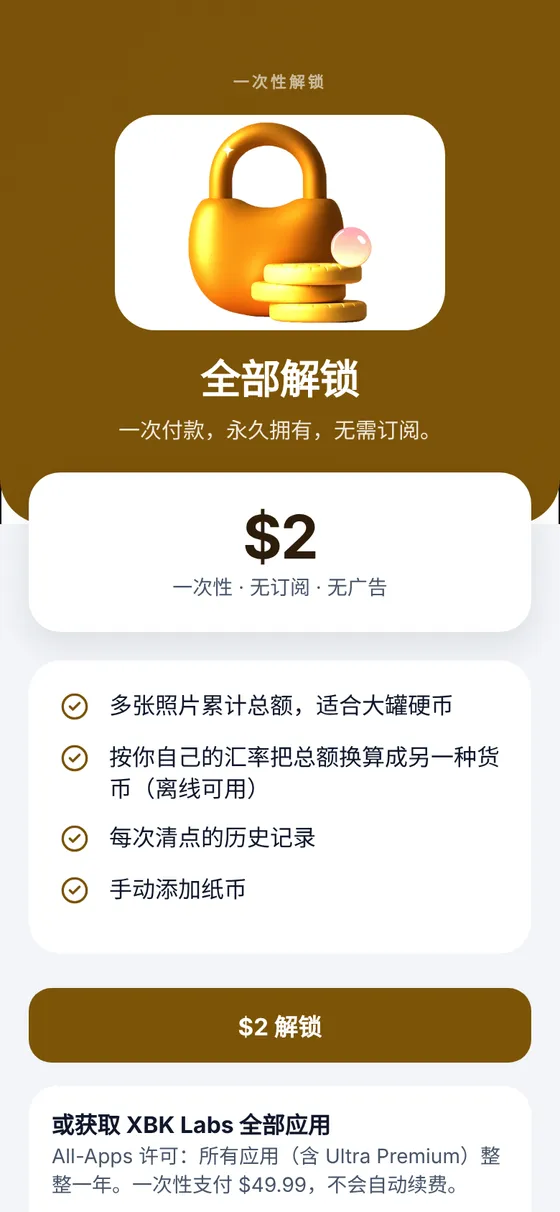 一次性解锁
全部解锁
一次付款，永久拥有，无需订阅。
$2
一次性 · 无订阅 · 无广告
多张照片累计总额，适合大罐硬币
按你自己的汇率把总额换算成另一种货
币（离线可用）
每次清点的历史记录
手动添加纸币
$2 解锁
或获取 XBK Labs 全部应用
All-Apps 许可：所有应用（含 Ultra Premium）整
整一年。一次性支付 $49.99，不会自动续费。